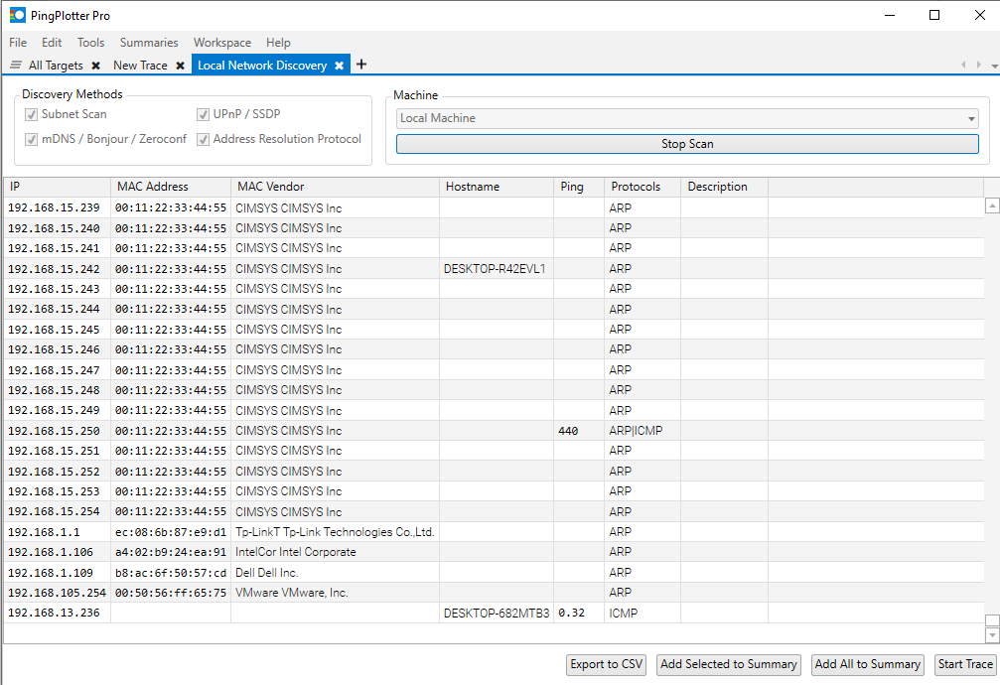 PingPlotter Pro
File Edit Tools Summaries Workspace Help
All Targets New Trace Local Network Discovery
Discovery Methods
Subnet Scan UPnP / SSDP
mDNS / Bonjour / Zeroconf Address Resolution Protocol
Machine
Local Machine
Stop Scan
IP MAC Address MAC Vendor Hostname Ping Protocols Description
192.168.15.239 00:11:22:33:44:55 CIMSYS CIMSYS Inc ARP
192.168.15.240 00:11:22:33:44:55 CIMSYS CIMSYS Inc ARP
192.168.15.241 00:11:22:33:44:55 CIMSYS CIMSYS Inc ARP
192.168.15.242 00:11:22:33:44:55 CIMSYS CIMSYS Inc DESKTOP-R42EVL1 ARP
192.168.15.243 00:11:22:33:44:55 CIMSYS CIMSYS Inc ARP
192.168.15.244 00:11:22:33:44:55 CIMSYS CIMSYS Inc ARP
192.168.15.245 00:11:22:33:44:55 CIMSYS CIMSYS Inc ARP
192.168.15.246 00:11:22:33:44:55 CIMSYS CIMSYS Inc ARP
192.168.15.247 00:11:22:33:44:55 CIMSYS CIMSYS Inc ARP
192.168.15.248 00:11:22:33:44:55 CIMSYS CIMSYS Inc ARP
192.168.15.249 00:11:22:33:44:55 CIMSYS CIMSYS Inc ARP
192.168.15.250 00:11:22:33:44:55 CIMSYS CIMSYS Inc 440 ARP|ICMP
192.168.15.251 00:11:22:33:44:55 CIMSYS CIMSYS Inc ARP
192.168.15.252 00:11:22:33:44:55 CIMSYS CIMSYS Inc ARP
192.168.15.253 00:11:22:33:44:55 CIMSYS CIMSYS Inc ARP
192.168.15.254 00:11:22:33:44:55 CIMSYS CIMSYS Inc ARP
192.168.1.1 ec:08:6b:87:e9:d1 Tp-LinkT Tp-Link Technologies Co.,Ltd. ARP
192.168.1.106 a4:02:b9:24:ea:91 IntelCor Intel Corporate ARP
192.168.1.109 b8:ac:6f:50:57:cd Dell Dell Inc. ARP
192.168.105.254 00:50:56:ff:65:75 VMware VMware, Inc. ARP
192.168.13.236 DESKTOP-682MTB3 0.32 ICMP
Export to CSV Add Selected to Summary Add All to Summary Start Trace